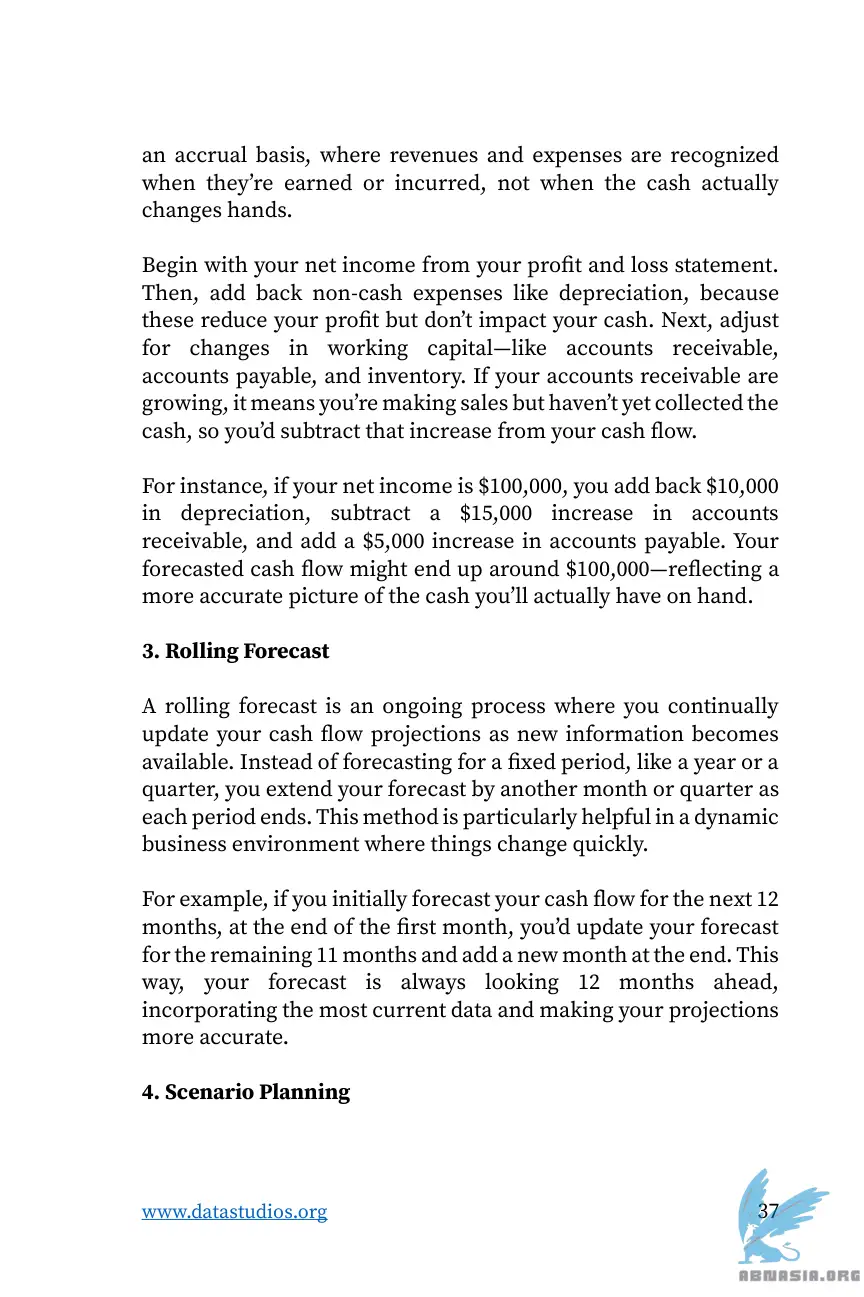 an accrual basis, where revenues and expenses are recognized
when they’re earned or incurred, not when the cash actually
changes hands.
Begin with your net income from your profit and loss statement.
Then, add back non-cash expenses like depreciation, because
these reduce your profit but don’t impact your cash. Next, adjust
for changes in working capital—like accounts receivable,
accounts payable, and inventory. If your accounts receivable are
growing, it means you’re making sales but haven’t yet collected the
cash, so you’d subtract that increase from your cash flow.
For instance, if your net income is $100,000, you add back $10,000
in depreciation, subtract a $15,000 increase in accounts
receivable, and add a $5,000 increase in accounts payable. Your
forecasted cash flow might end up around $100,000—reflecting a
more accurate picture of the cash you’ll actually have on hand.
3. Rolling Forecast
A rolling forecast is an ongoing process where you continually
update your cash flow projections as new information becomes
available. Instead of forecasting for a fixed period, like a year or a
quarter, you extend your forecast by another month or quarter as
each period ends. This method is particularly helpful in a dynamic
business environment where things change quickly.
For example, if you initially forecast your cash flow for the next 12
months, at the end of the first month, you’d update your forecast
for the remaining 11 months and add a new month at the end. This
way, your forecast is always looking 12 months ahead,
incorporating the most current data and making your projections
more accurate.
4. Scenario Planning
www.datastudios.org
37
ABNASIA.ORG